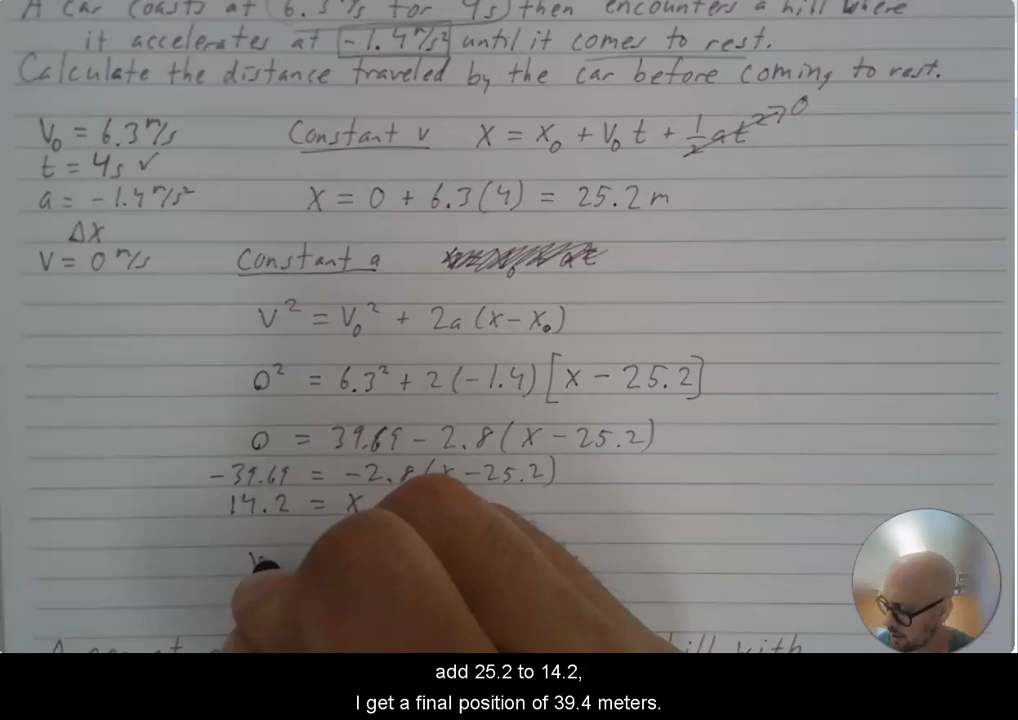 A car coasts at 6.3 m/s for 4s then encounters a hill where
it accelerates at -1.4 m/s² until it comes to rest.
Calculate the distance traveled by the car before coming to rest.
V₀ = 6.3 m/s
Constant v X = X₀ + V₀ t + ½at² → 0
t = 4s ✓
a = -1.4 m/s²
X = 0 + 6.3(4) = 25.2 m
ΔX
V = 0 m/s
Constant a
V² = V₀² + 2a (X - X₀)
0² = 6.3² + 2(-1.4) [X - 25.2]
0 = 39.69 - 2.8(X - 25.2)
-39.69 = -2.8(X - 25.2)
14.2 = X
hill with
add 25.2 to 14.2,
I get a final position of 39.4 meters.